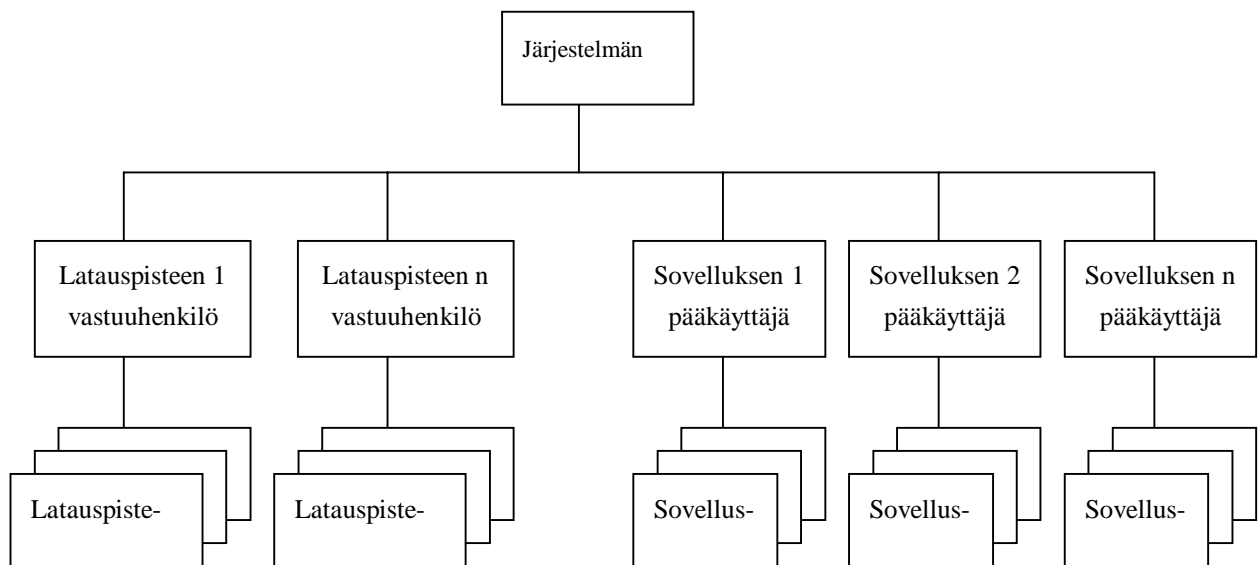 Järjestelmän
Latauspisteen 1
vastuuhenkilö
Latauspisteen n
vastuuhenkilö
Sovelluksen 1
pääkäyttäjä
Sovelluksen 2
pääkäyttäjä
Sovelluksen n
pääkäyttäjä
Latauspiste-
Latauspiste-
Sovellus-
Sovellus-
Sovellus-